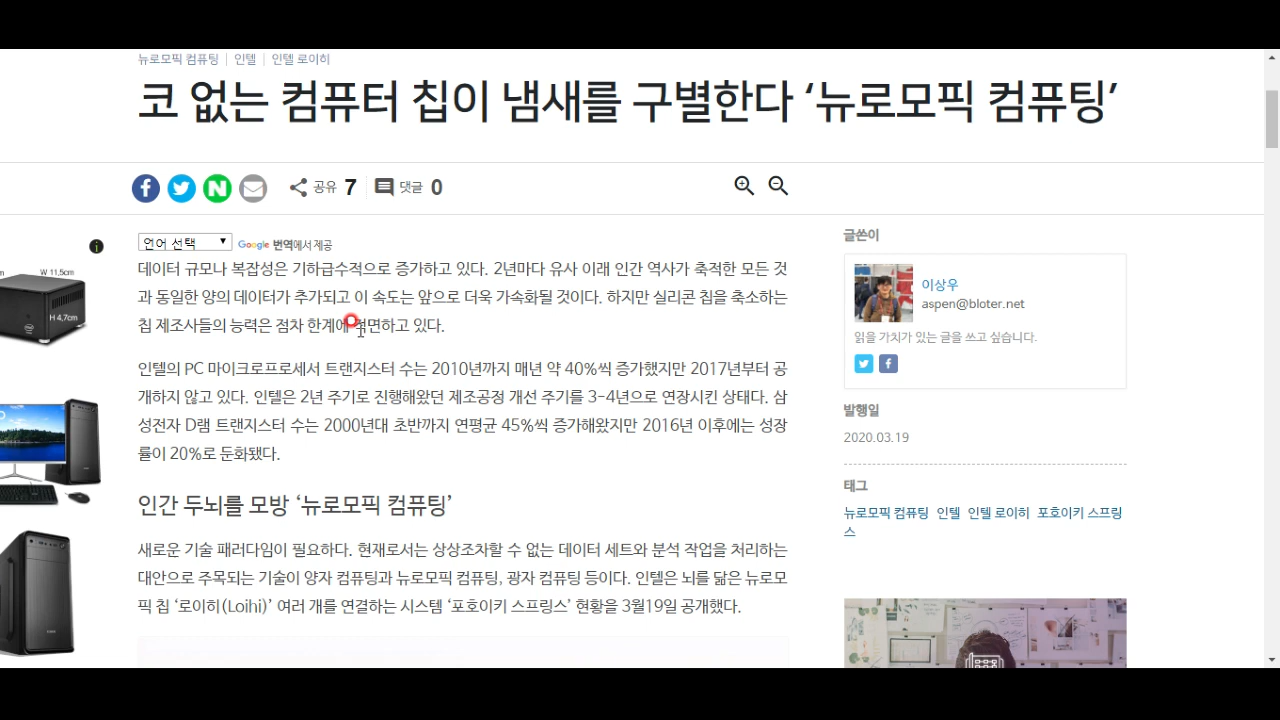 뉴로모픽 컴퓨팅 | 인텔 | 인텔 로이히
코 없는 컴퓨터 칩이 냄새를 구별한다 ‘뉴로모픽 컴퓨팅’
공유 7 댓글 0
언어 선택 Google 번역에서 제공
데이터 규모나 복잡성은 기하급수적으로 증가하고 있다. 2년마다 유사 이래 인간 역사가 축적한 모든 것
과 동일한 양의 데이터가 추가되고 이 속도는 앞으로 더욱 가속화될 것이다. 하지만 실리콘 칩을 축소하는
칩 제조사들의 능력은 점차 한계에 직면하고 있다.
인텔의 PC 마이크로프로세서 트랜지스터 수는 2010년까지 매년 약 40%씩 증가했지만 2017년부터 공
개하지 않고 있다. 인텔은 2년 주기로 진행해왔던 제조공정 개선 주기를 3-4년으로 연장시킨 상태다. 삼
성전자 D램 트랜지스터 수는 2000년대 초반까지 연평균 45%씩 증가해왔지만 2016년 이후에는 성장
률이 20%로 둔화됐다.
인간 두뇌를 모방 ‘뉴로모픽 컴퓨팅’
새로운 기술 패러다임이 필요하다. 현재로서는 상상조차할 수 없는 데이터 세트와 분석 작업을 처리하는
대안으로 주목되는 기술이 양자 컴퓨팅과 뉴로모픽 컴퓨팅, 광자 컴퓨팅 등이다. 인텔은 뇌를 닮은 뉴로모
픽 칩 ‘로이히(Loihi)’ 여러 개를 연결하는 시스템 ‘포호이키 스프링스’ 현황을 3월19일 공개했다.
글쓴이
이상우
aspen@bloter.net
읽을 가치가 있는 글을 쓰고 싶습니다.
발행일
2020.03.19
태그
뉴로모픽 컴퓨팅 인텔 인텔 로이히 포호이키 스프링
스
W 11,5cm
H 4,7cm